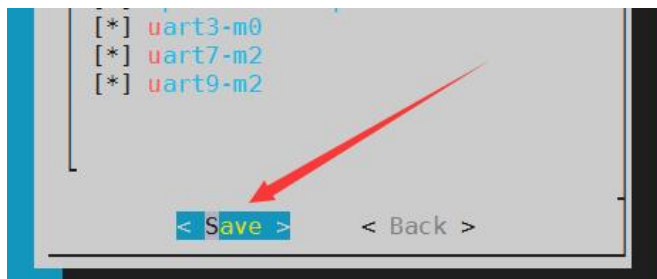 [*] uart3-m0
[*] uart7-m2
[*] uart9-m2
< Save > < Back >